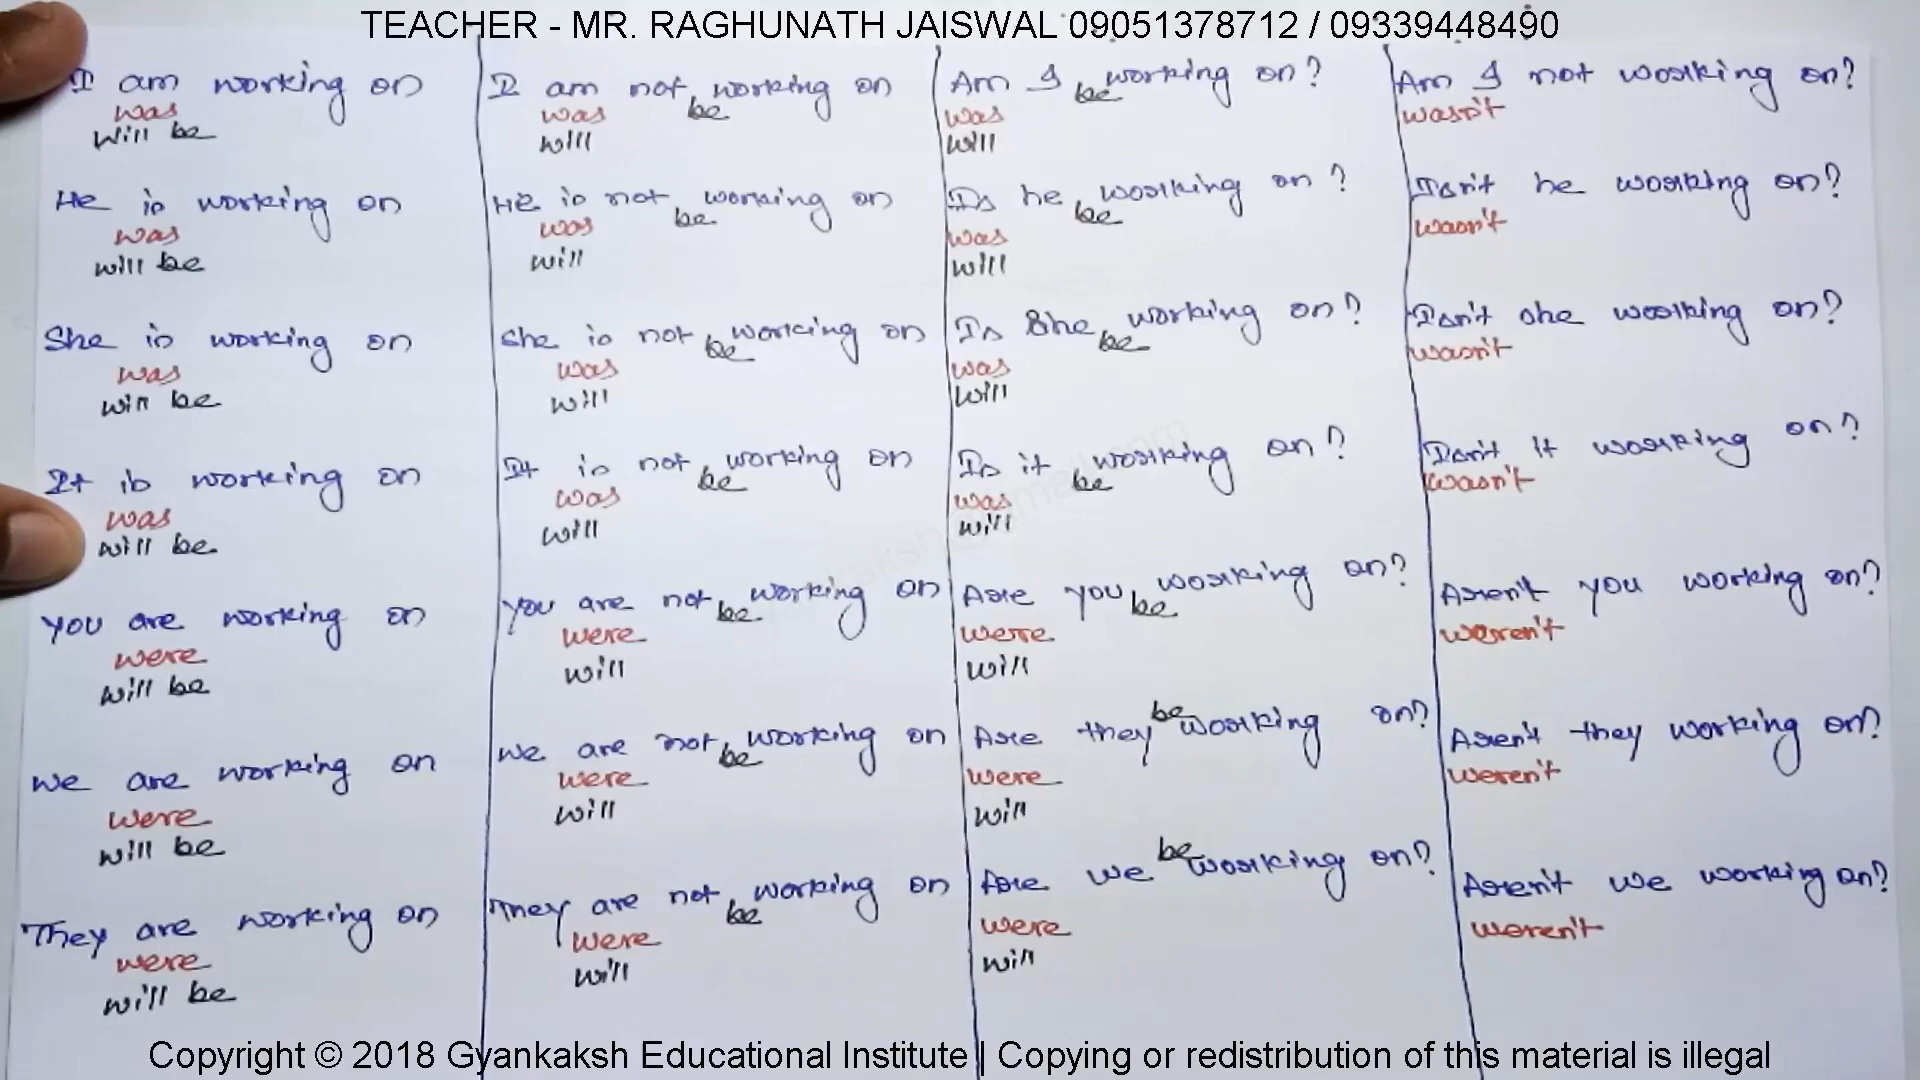 TEACHER - MR. RAGHUNATH JAISWAL 09051378712 / 09339448490
I am working on
was
will be
He is working on
was
will be
She is working on
was
will be
It is working on
was
will be
You are working on
were
will be
We are working on
were
will be
They are working on
were
will be
I am not working on
was be
will
He is not working on
was be
will
She is not working on
be
was
will
It is not working on
be
was
will
You are not working on
be
were
will
We are not working on
be
were
will
They are not working on
be
were
will
Am I working on?
be
was
will
Is he working on?
be
was
will
Is she working on?
be
was
will
Is it working on?
be
was
will
Are you working on?
be
were
will
be
Are they working on?
were
will
be
Are we working on?
were
will
Am I not working on?
wasn't
Isn't he working on?
wasn't
Isn't she working on?
wasn't
Isn't it working on?
wasn't
Aren't you working on?
weren't
Aren't they working on?
weren't
Aren't we working on?
weren't
Copyright © 2018 Gyankaksh Educational Institute | Copying or redistribution of this material is illegal